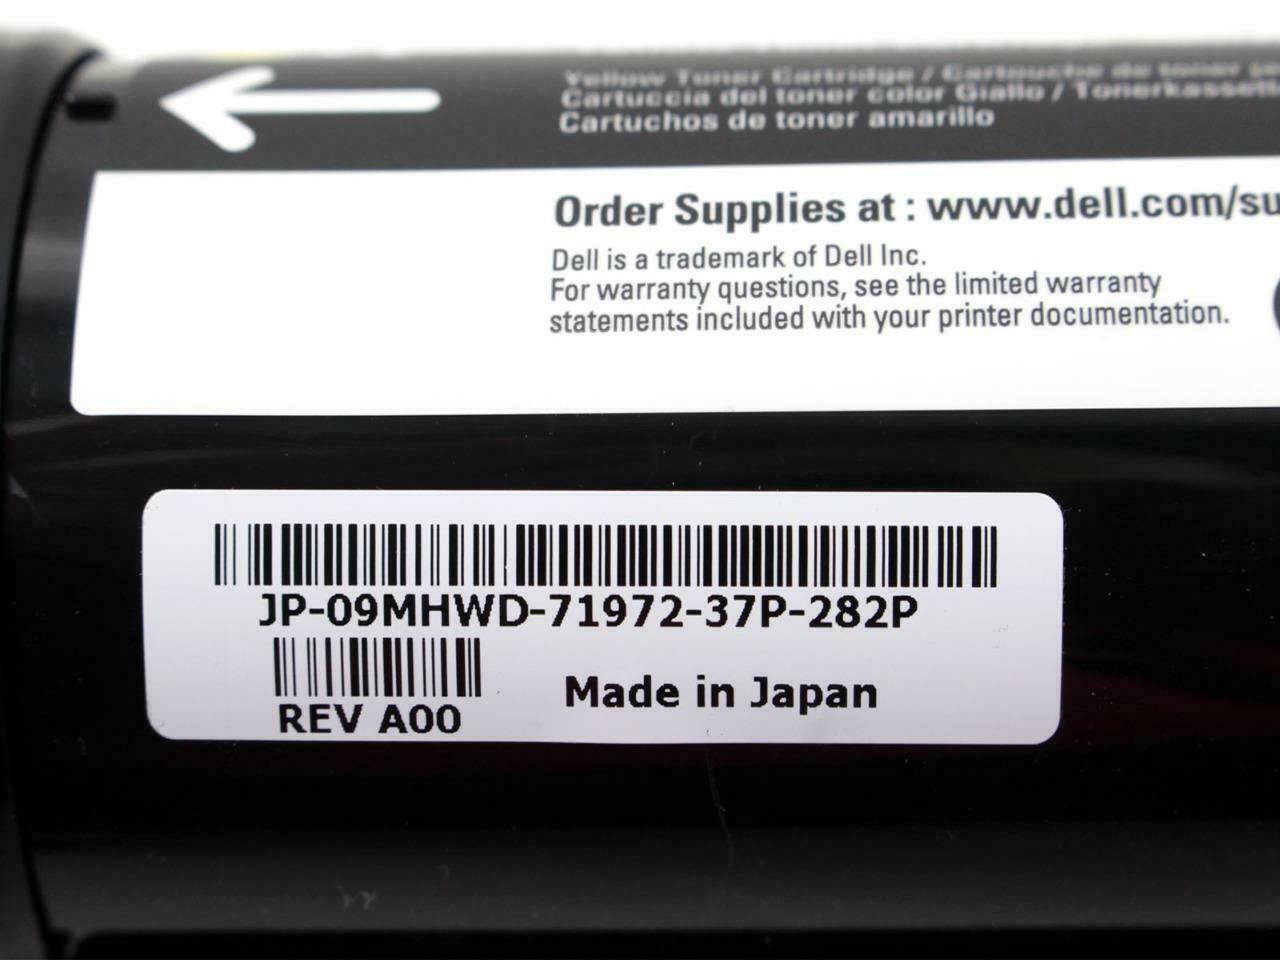 Yellow Toner Cartridge / Cartouche de toner
Cartuccia del toner color Giallo / Tonerkassett
Cartuchos de toner amarillo
Order Supplies at : www.dell.com/su
Dell is a trademark of Dell Inc.
For warranty questions, see the limited warranty
statements included with your printer documentation.
JP-09MHWD-71972-37P-282P
REV A00
Made in Japan